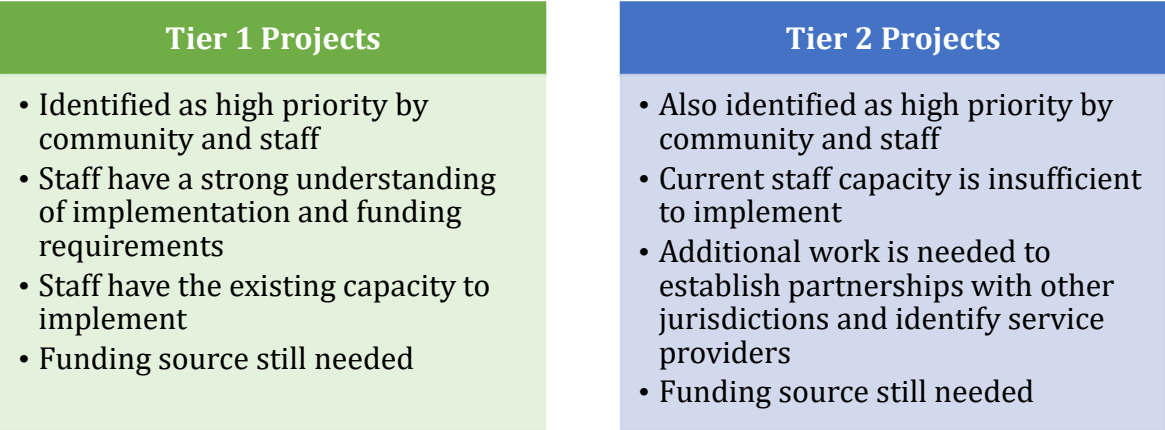 Tier 1 Projects
• Identified as high priority by
community and staff
• Staff have a strong understanding
of implementation and funding
requirements
• Staff have the existing capacity to
implement
• Funding source still needed
Tier 2 Projects
• Also identified as high priority by
community and staff
• Current staff capacity is insufficient
to implement
• Additional work is needed to
establish partnerships with other
jurisdictions and identify service
providers
• Funding source still needed